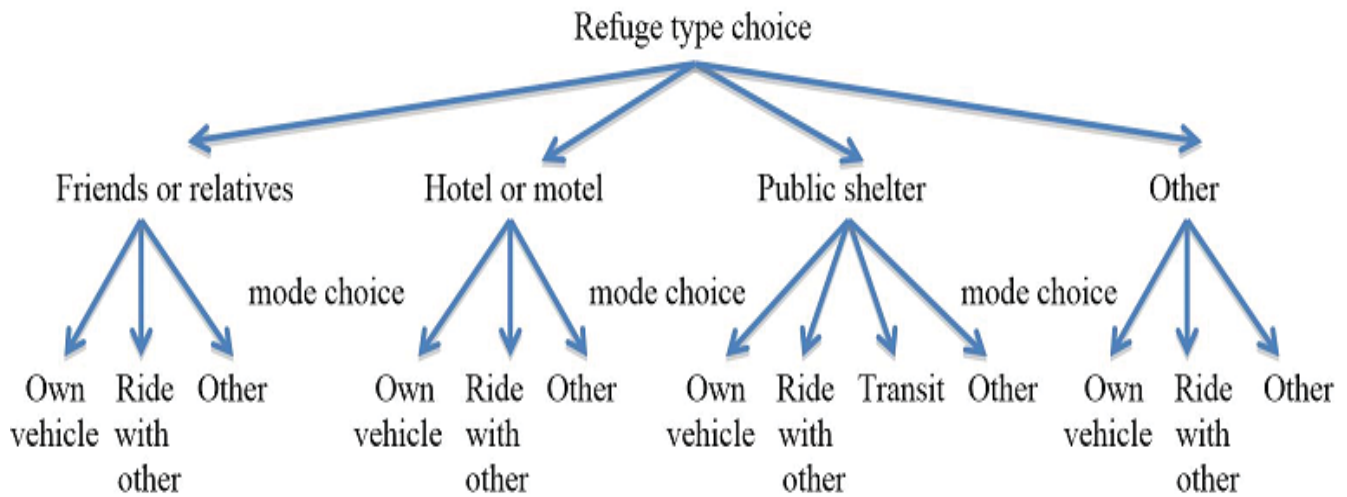 Refuge type choice
Friends or relatives
Hotel or motel
Public shelter
Other
mode choice
mode choice
mode choice
Own
vehicle
Ride
with
other
Other
Own
vehicle
Ride
with
other
Other
Own
vehicle
Ride
with
other
Transit
Other
Own
vehicle
Ride
with
other
Other